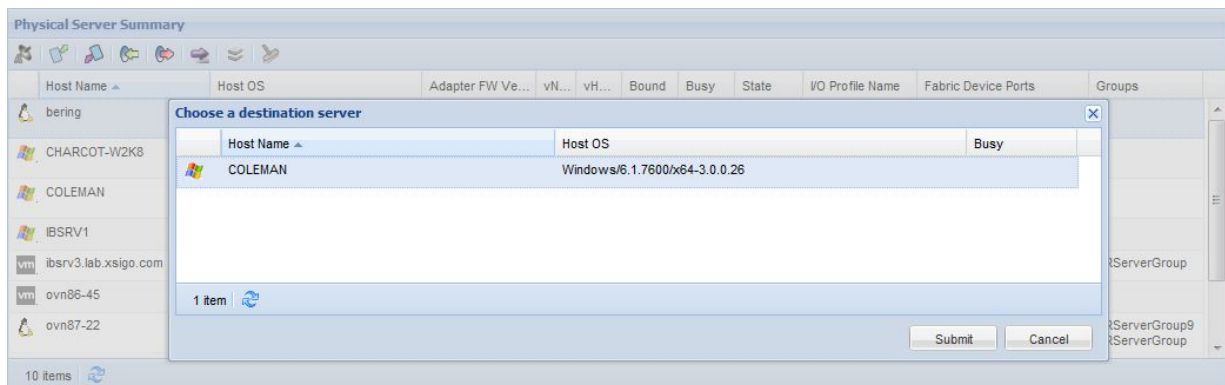 Physical Server Summary
Host Name Host OS Adapter FW Ve... vN... vH... Bound Busy State I/O Profile Name Fabric Device Ports Groups
bering
Choose a destination server
Host Name Host OS Busy
CHARCOT-W2K8
COLEMAN Windows/6.1.7600/x64-3.0.0.26
COLEMAN
IBSRV1
vm ibsrv3.lab.xsigo.com RServerGroup
vm ovn86-45
1 item
ovn87-22 RServerGroup9
RServerGroup
Submit Cancel
10 items